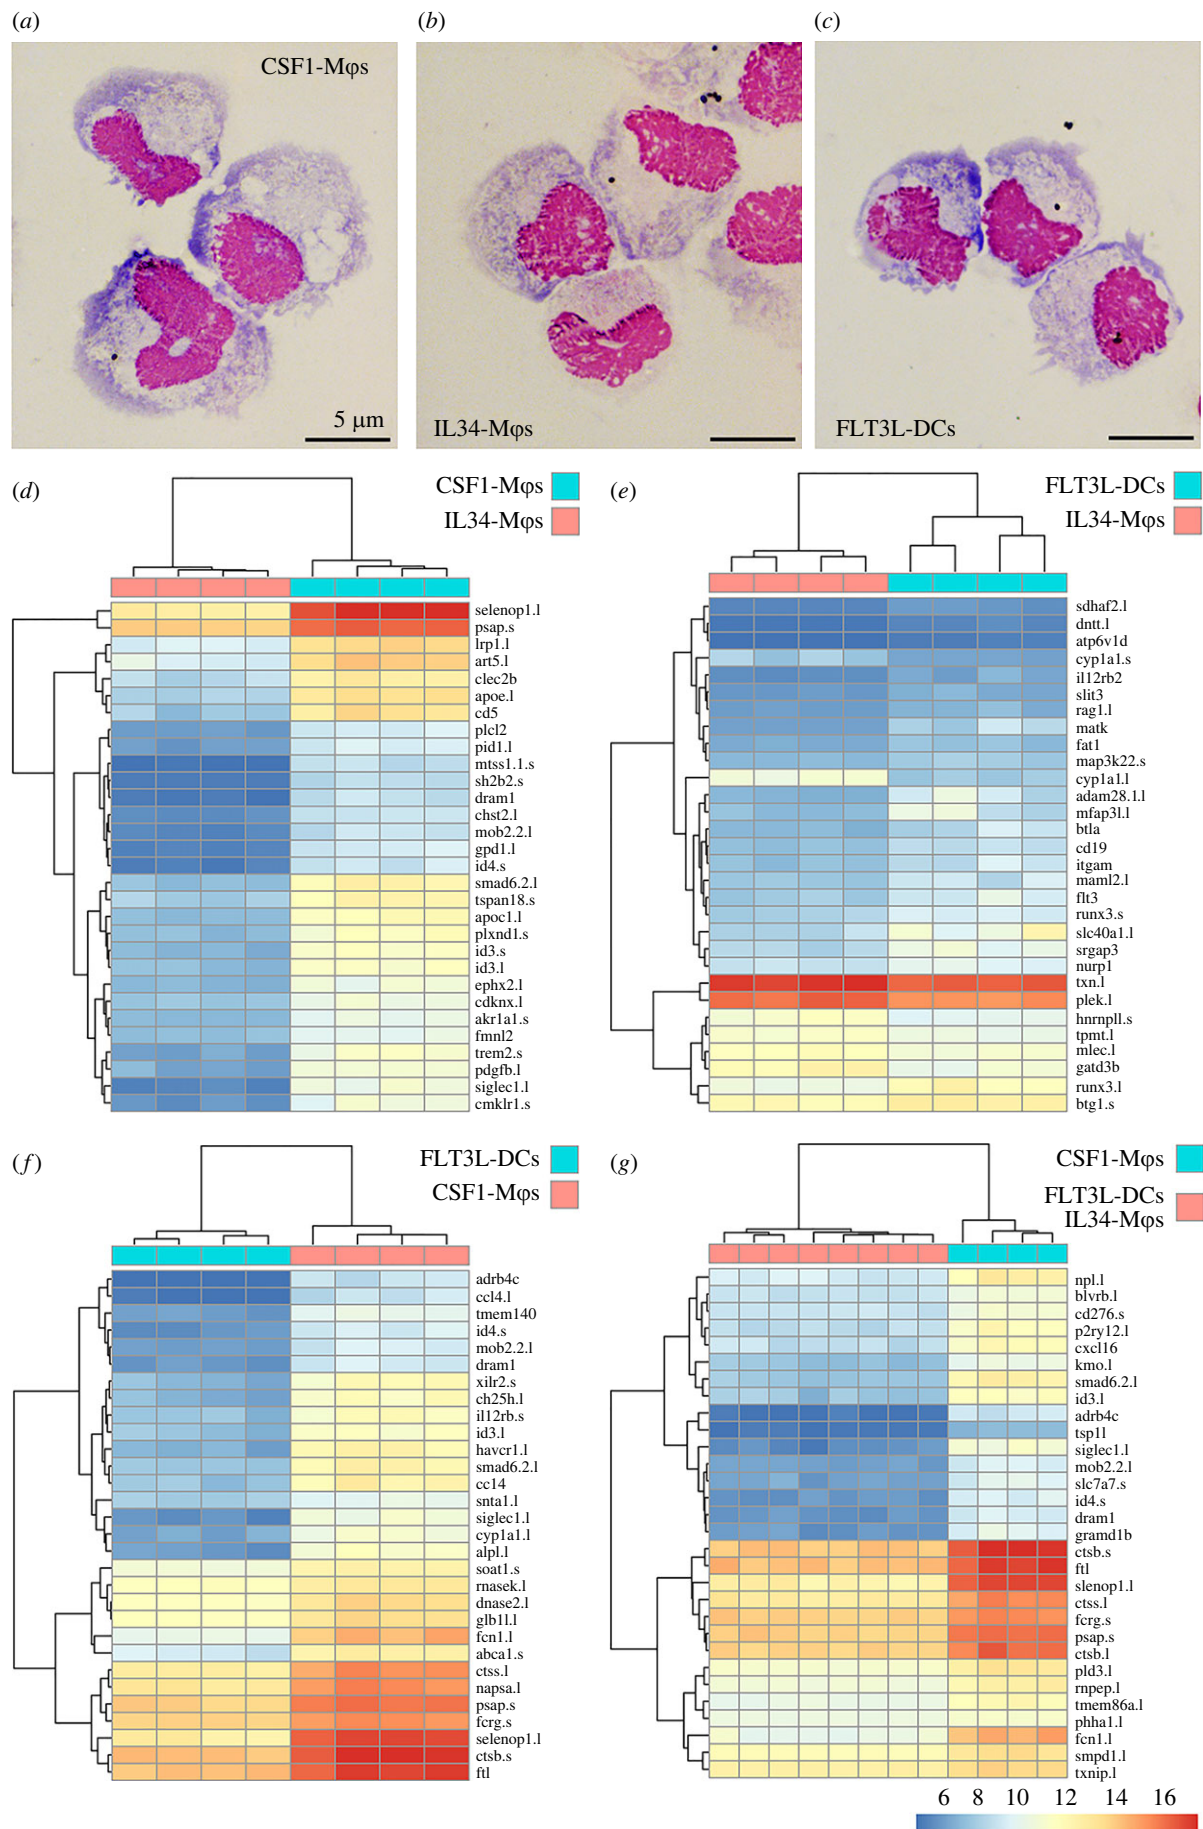 (a)
CSF1-Mφs
5 µm
(b)
IL34-Mφs
(c)
FLT3L-DCs
(d)
CSF1-Mφs
IL34-Mφs
selenop1.l
psap.s
lrp1.l
art5.l
clec2b
apoe.l
cd5
plcl2
pid1.l
mtss1.1.s
sh2b2.s
dram1
chst2.l
mob2.2.l
gpd1.l
id4.s
smad6.2.l
tspan18.s
apoc1.l
plxnd1.s
id3.s
id3.l
ephx2.l
cdknx.l
akr1a1.s
fmnl2
trem2.s
pdgfb.l
siglec1.l
cmklr1.s
(e)
FLT3L-DCs
IL34-Mφs
sdhaf2.l
dntt.l
atp6v1d
cyp1a1.s
il12rb2
slit3
rag1.l
matk
fat1
map3k22.s
cyp1a1.l
adam28.1.l
mfap3l.l
btla
cd19
itgam
maml2.l
flt3
runx3.s
slc40a1.l
srgap3
nurp1
txn.l
plek.l
hnrnpll.s
tpmt.l
mlec.l
gatd3b
runx3.l
btg1.s
(f)
FLT3L-DCs
CSF1-Mφs
adrb4c
ccl4.l
tmem140
id4.s
mob2.2.l
dram1
xilr2.s
ch25h.l
il12rb.s
id3.l
havcr1.l
smad6.2.l
cc14
snta1.l
siglec1.l
cyp1a1.l
alpl.l
soat1.s
rnasek.l
dnase2.l
glb1l.l
fcn1.l
abca1.s
ctss.l
napsa.l
psap.s
fcrg.s
selenop1.l
ctsb.s
ftl
(g)
CSF1-Mφs
FLT3L-DCs
IL34-Mφs
npl.l
blvrb.l
cd276.s
p2ry12.l
cxcl16
kmo.l
smad6.2.l
id3.l
adrb4c
tsp1l
siglec1.l
mob2.2.l
slc7a7.s
id4.s
dram1
gramd1b
ctsb.s
ftl
slenop1.l
ctss.l
fcrg.s
psap.s
ctsb.l
pld3.l
rnpep.l
tmem86a.l
phha1.l
fcn1.l
smpd1.l
txnip.l
6 8 10 12 14 16